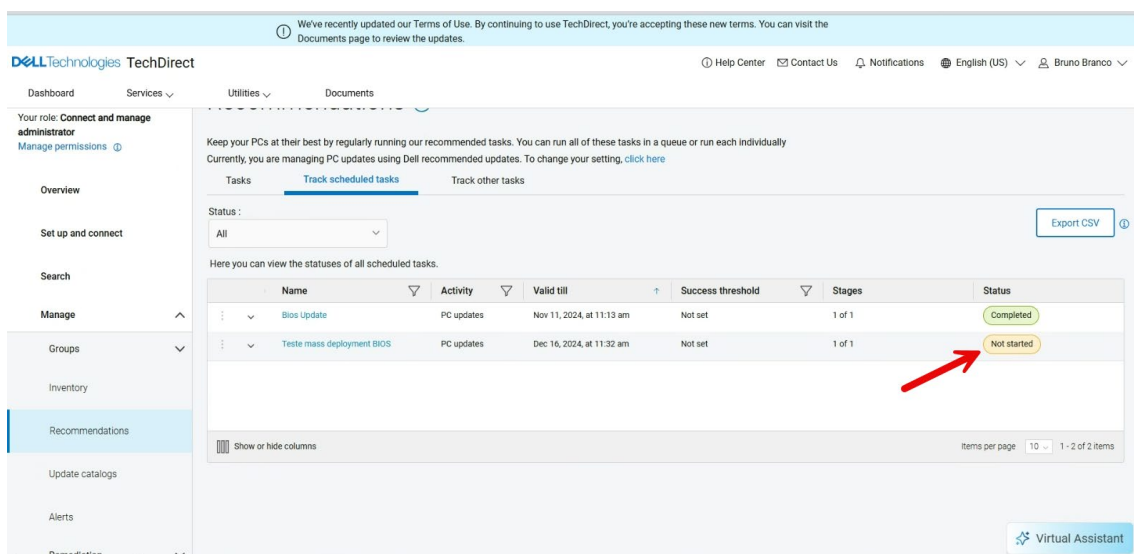 We've recently updated our Terms of Use. By continuing to use TechDirect, you're accepting these new terms. You can visit the
Documents page to review the updates.
DELLTechnologies TechDirect
Help Center Contact Us Notifications English (US) Bruno Branco
Dashboard Services Utilities Documents
Your role: Connect and manage
administrator
Manage permissions
Overview
Set up and connect
Search
Manage
Groups
Inventory
Recommendations
Update catalogs
Alerts
Recommendations
Keep your PCs at their best by regularly running our recommended tasks. You can run all of these tasks in a queue or run each individually
Currently, you are managing PC updates using Dell recommended updates. To change your setting, click here
Tasks Track scheduled tasks Track other tasks
Status :
All
Export CSV
Here you can view the statuses of all scheduled tasks.
Name Activity Valid till Success threshold Stages Status
Bios Update PC updates Nov 11, 2024, at 11:13 am Not set 1 of 1 Completed
Teste mass deployment BIOS PC updates Dec 16, 2024, at 11:32 am Not set 1 of 1 Not started
Show or hide columns
Items per page 10 1 - 2 of 2 items
Virtual Assistant